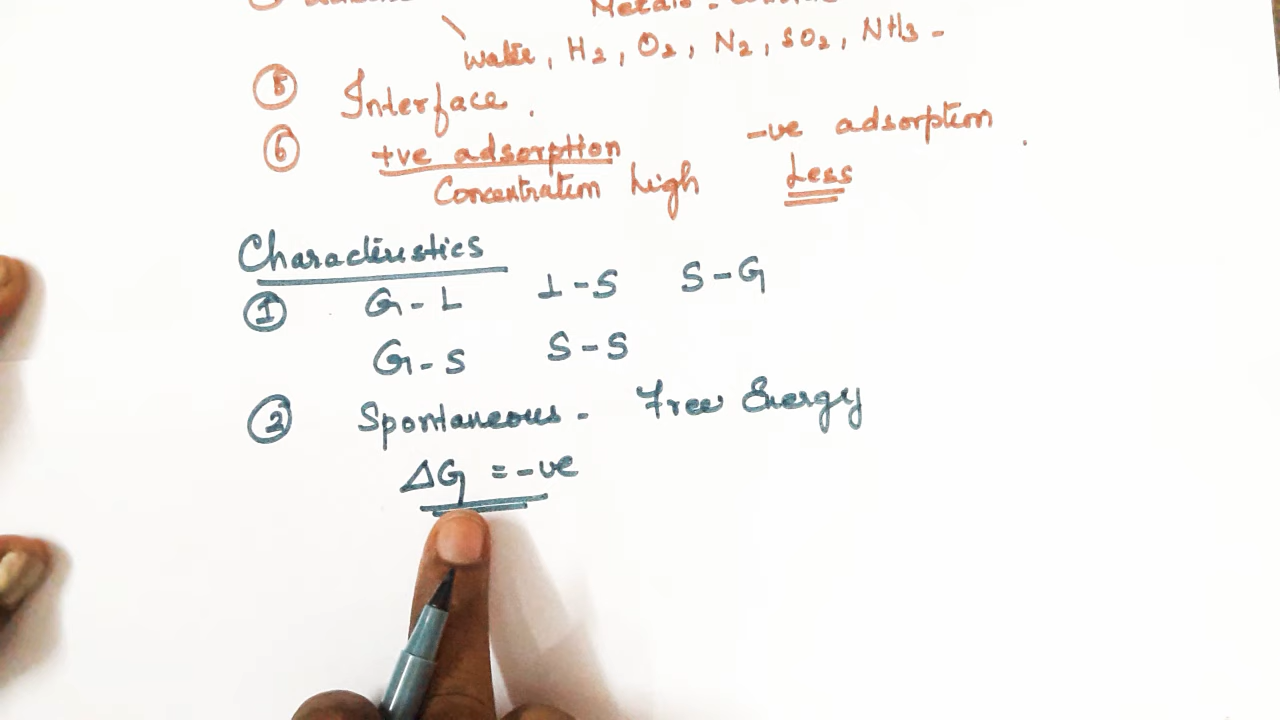 Water, H2, O2, N2, SO2, NH3 -
⑤ Interface.
⑥ +ve adsorption -ve adsorption.
Concentration high Less
Characteristics
① G-L L-S S-G
G-S S-S
② Spontaneous - Free Energy
ΔG = -ve